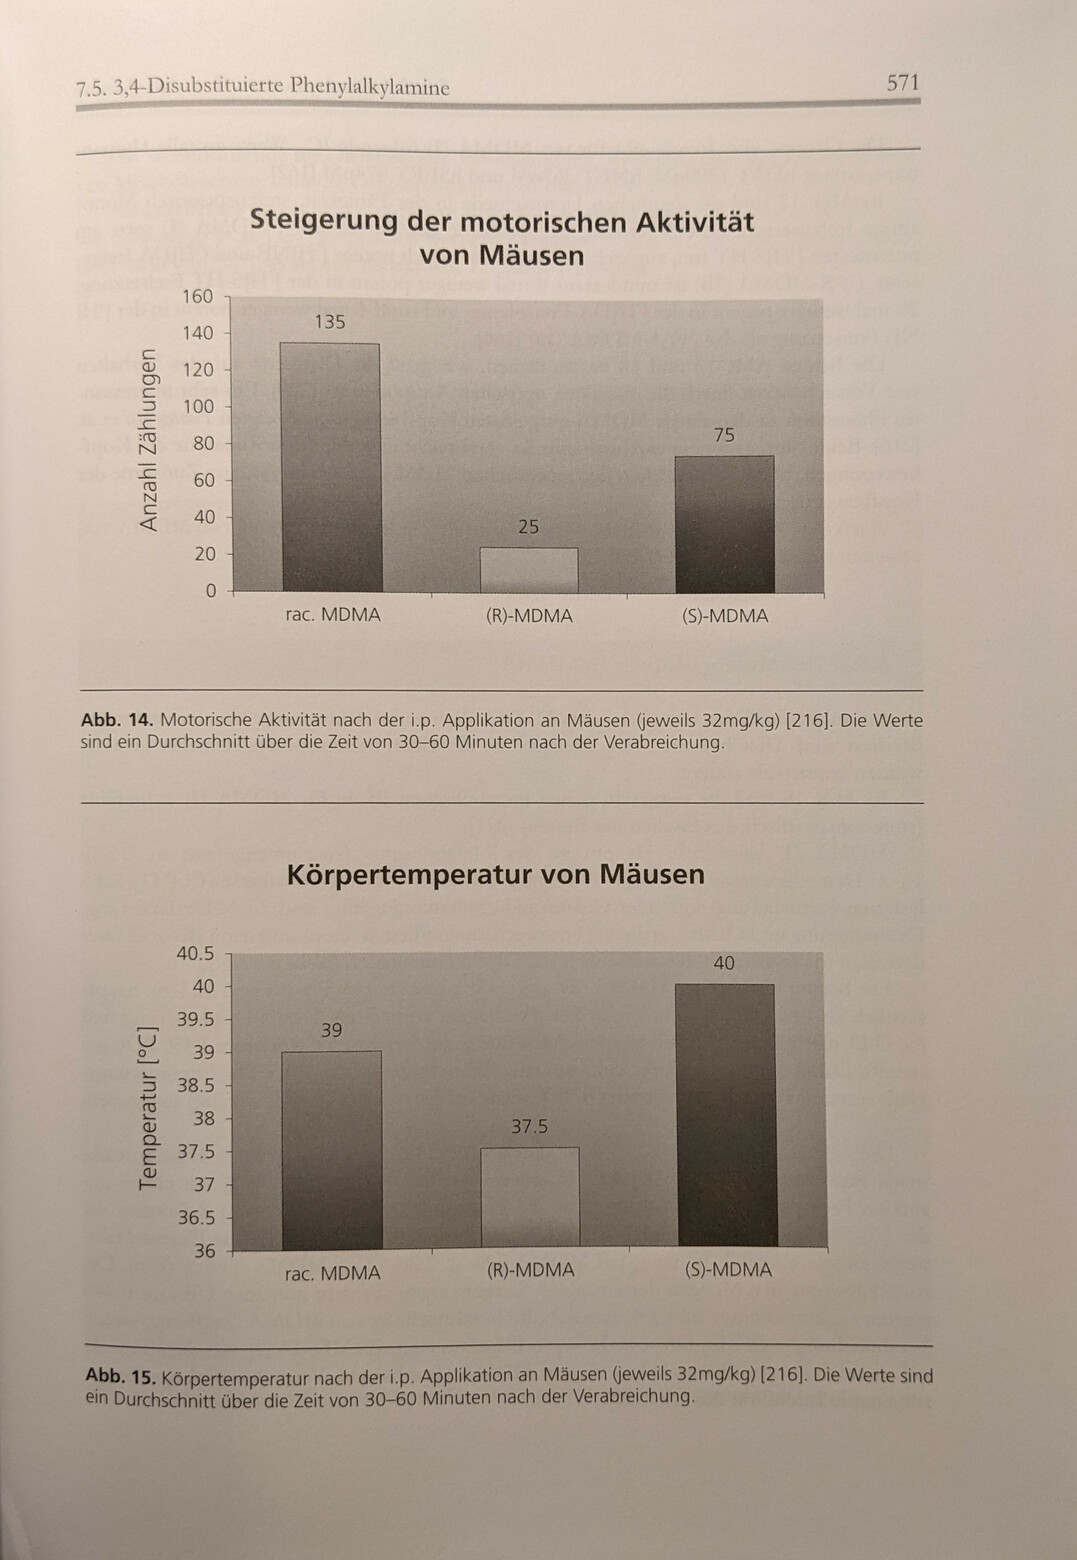 7.5. 3,4-Disubstituierte Phenylalkylamine 571
Steigerung der motorischen Aktivität
von Mäusen
Anzahl Zählungen
160
140
120
100
80
60
40
20
0
135
25
75
rac. MDMA (R)-MDMA (S)-MDMA
Abb. 14. Motorische Aktivität nach der i.p. Applikation an Mäusen (jeweils 32mg/kg) [216]. Die Werte
sind ein Durchschnitt über die Zeit von 30–60 Minuten nach der Verabreichung.
Körpertemperatur von Mäusen
Temperatur [°C]
40.5
40
39.5
39
38.5
38
37.5
37
36.5
36
39
37.5
40
rac. MDMA (R)-MDMA (S)-MDMA
Abb. 15. Körpertemperatur nach der i.p. Applikation an Mäusen (jeweils 32mg/kg) [216]. Die Werte sind
ein Durchschnitt über die Zeit von 30–60 Minuten nach der Verabreichung.